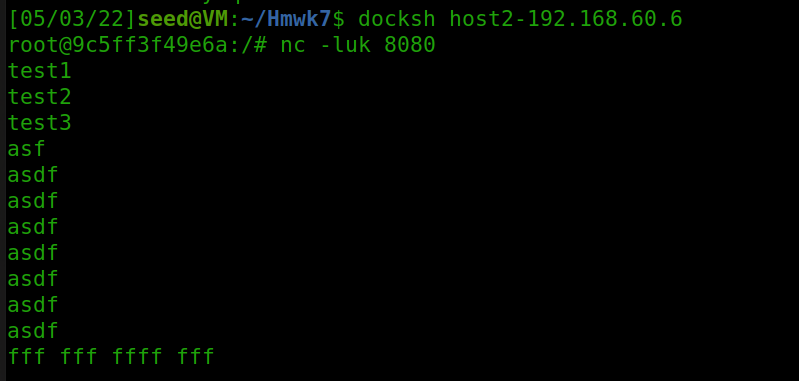 [05/03/22]seed@VM:~/Hmwk7$ docksh host2-192.168.60.6
root@9c5ff3f49e6a:/# nc -luk 8080
test1
test2
test3
asf
asdf
asdf
asdf
asdf
asdf
asdf
asdf
fff fff ffff fff